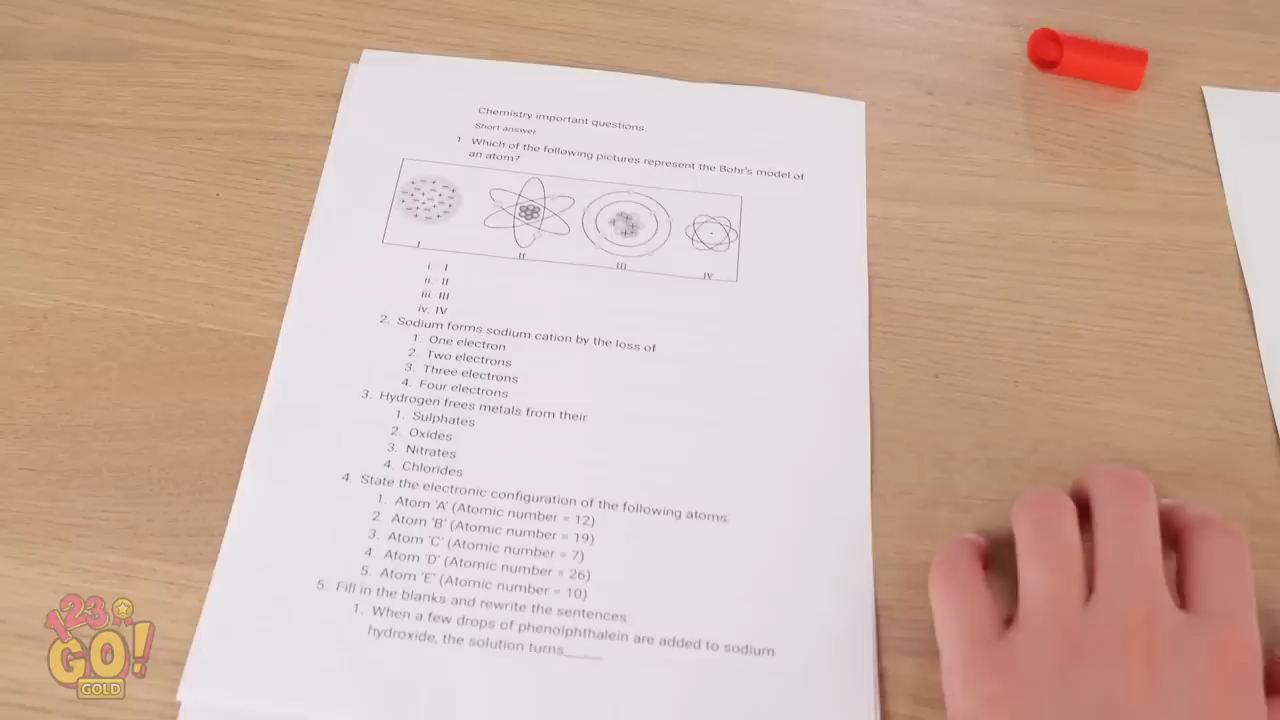 Chemistry important questions.
Short answer
1 Which of the following pictures represent the Bohr's model of
an atom?
I
II
III
IV
i. I
ii. II
iii. III
iv. IV
2. Sodium forms sodium cation by the loss of
1. One electron
2. Two electrons
3. Three electrons
4. Four electrons
3. Hydrogen frees metals from their
1. Sulphates
2. Oxides
3. Nitrates
4. Chlorides
4. State the electronic configuration of the following atoms.
1. Atom 'A' (Atomic number = 12)
2. Atom 'B' (Atomic number = 19)
3. Atom 'C' (Atomic number = 7)
4. Atom 'D' (Atomic number = 26)
5. Atom 'E' (Atomic number = 10)
5. Fill in the blanks and rewrite the sentences:
1. When a few drops of phenolphthalein are added to sodium
hydroxide, the solution turns_____
123
GO!
GOLD